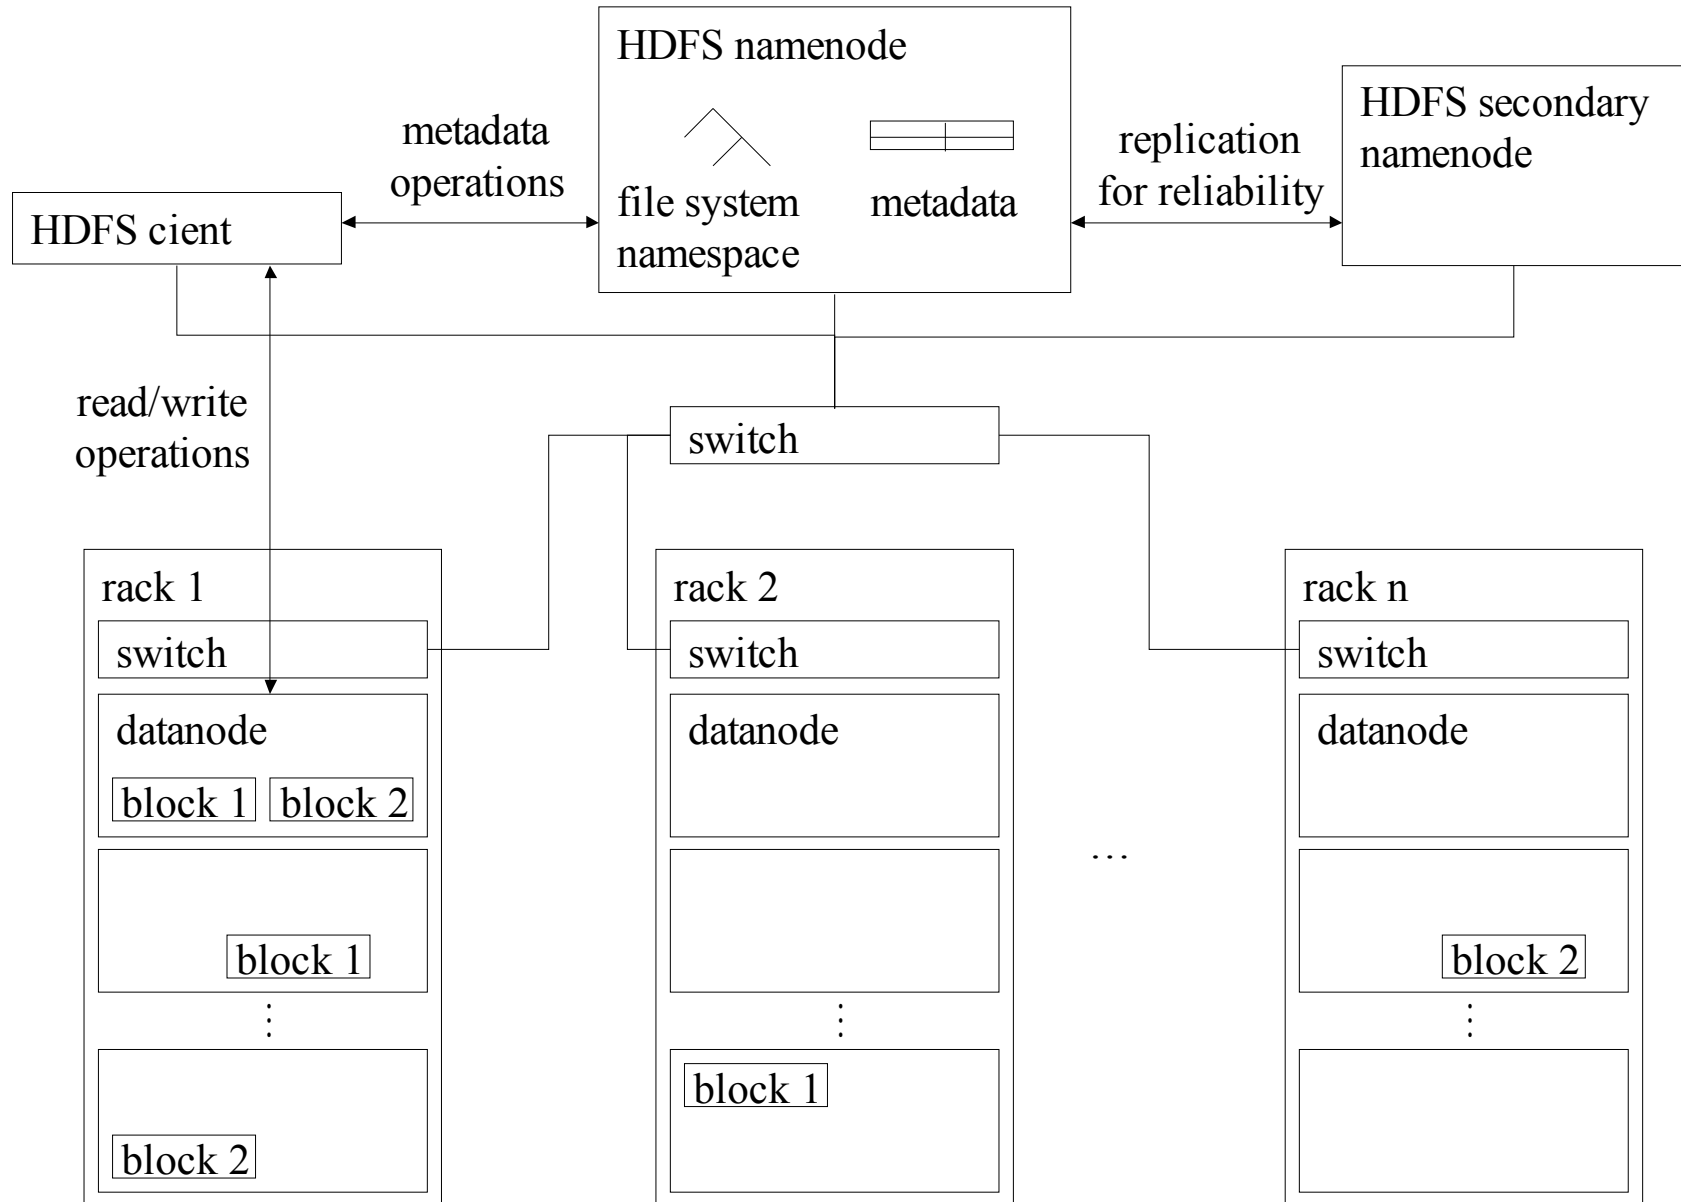 HDFS namenode
file system
namespace
metadata
HDFS secondary
namenode
metadata
operations
replication
for reliability
HDFS cient
read/write
operations
switch
rack 1
switch
datanode
block 1
block 2
block 1
⋮
block 2
rack 2
switch
datanode
⋮
block 1
...
rack n
switch
datanode
block 2
⋮